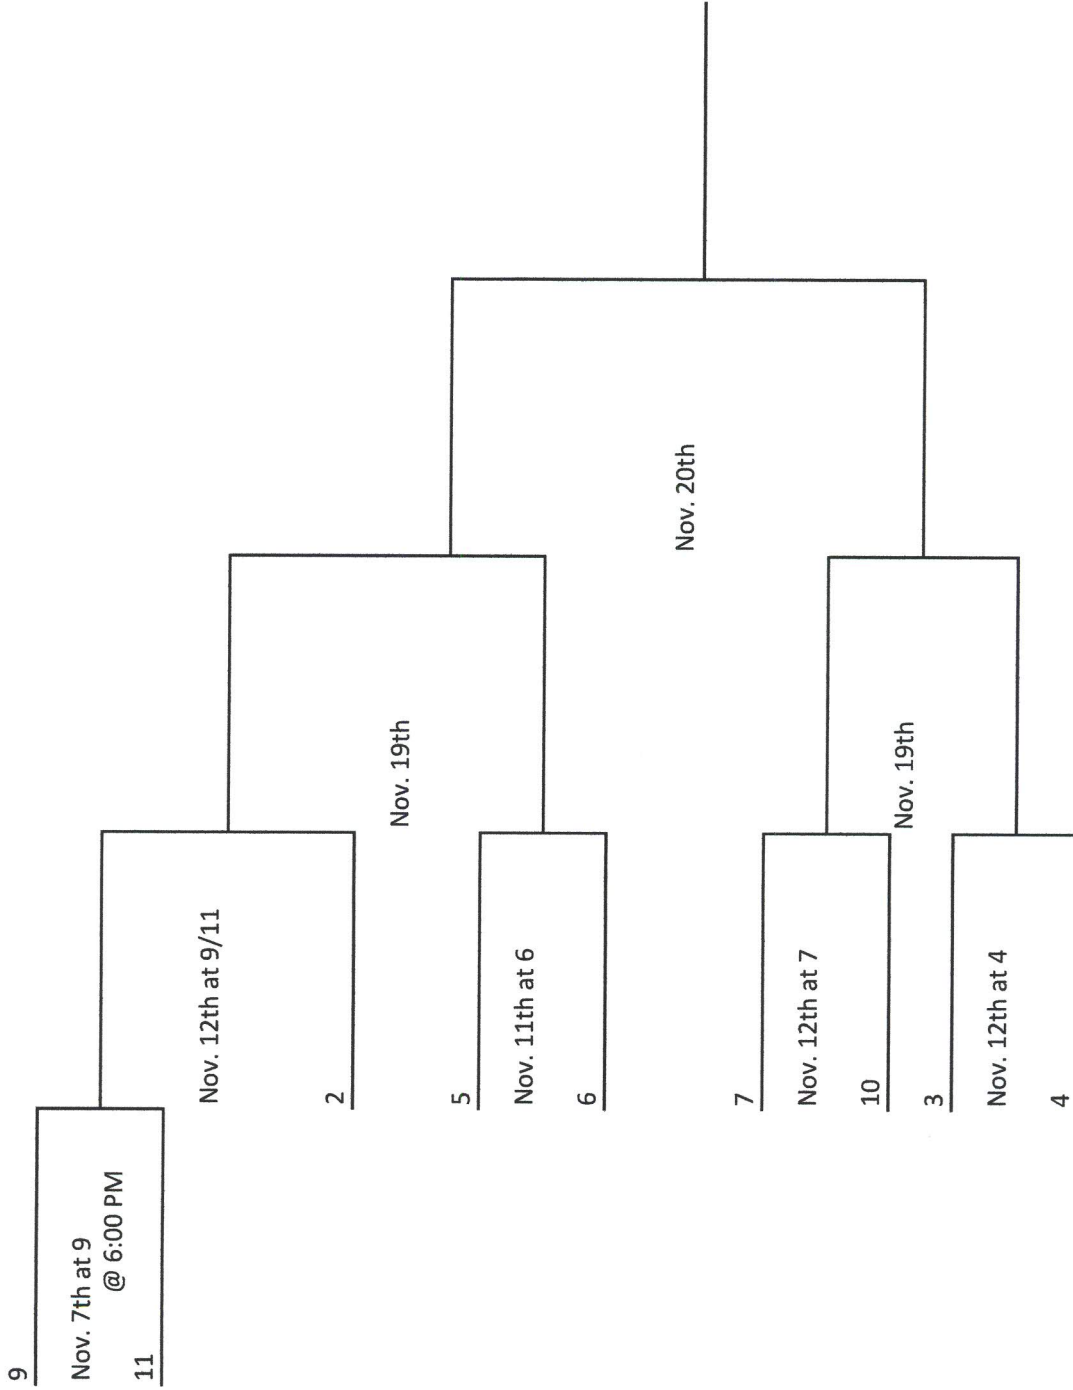 9
Nov. 7th at 9
@ 6:00 PM
11
Nov. 12th at 9/11
2
Nov. 19th
5
Nov. 11th at 6
6
Nov. 20th
7
Nov. 12th at 7
10
Nov. 19th
3
Nov. 12th at 4
4